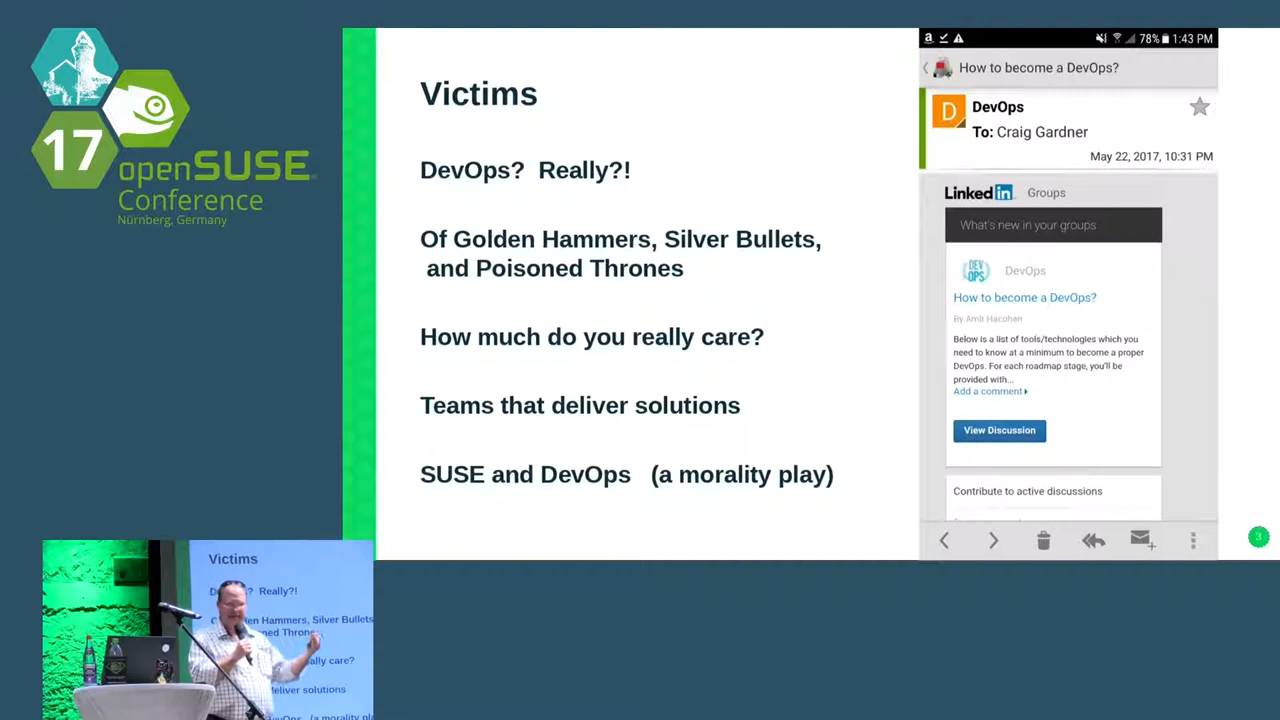 17
openSUSE
Conference
Nürnberg, Germany
Victims
DevOps? Really?!
Of Golden Hammers, Silver Bullets,
and Poisoned Thrones
How much do you really care?
Teams that deliver solutions
SUSE and DevOps (a morality play)
78% 1:43 PM
How to become a DevOps?
D
DevOps
To: Craig Gardner
May 22, 2017, 10:31 PM
Linked in Groups
What's new in your groups
DEV
OPS
DevOps
How to become a DevOps?
By Amit Hacohen
Below is a list of tools/technologies which you
need to know at a minimum to become a proper
DevOps. For each roadmap stage, you'll be
provided with...
Add a comment
View Discussion
Contribute to active discussions
3
Victims
Really?!
Hammers, Silver Bullets
care?
deliver solutions
(a morality